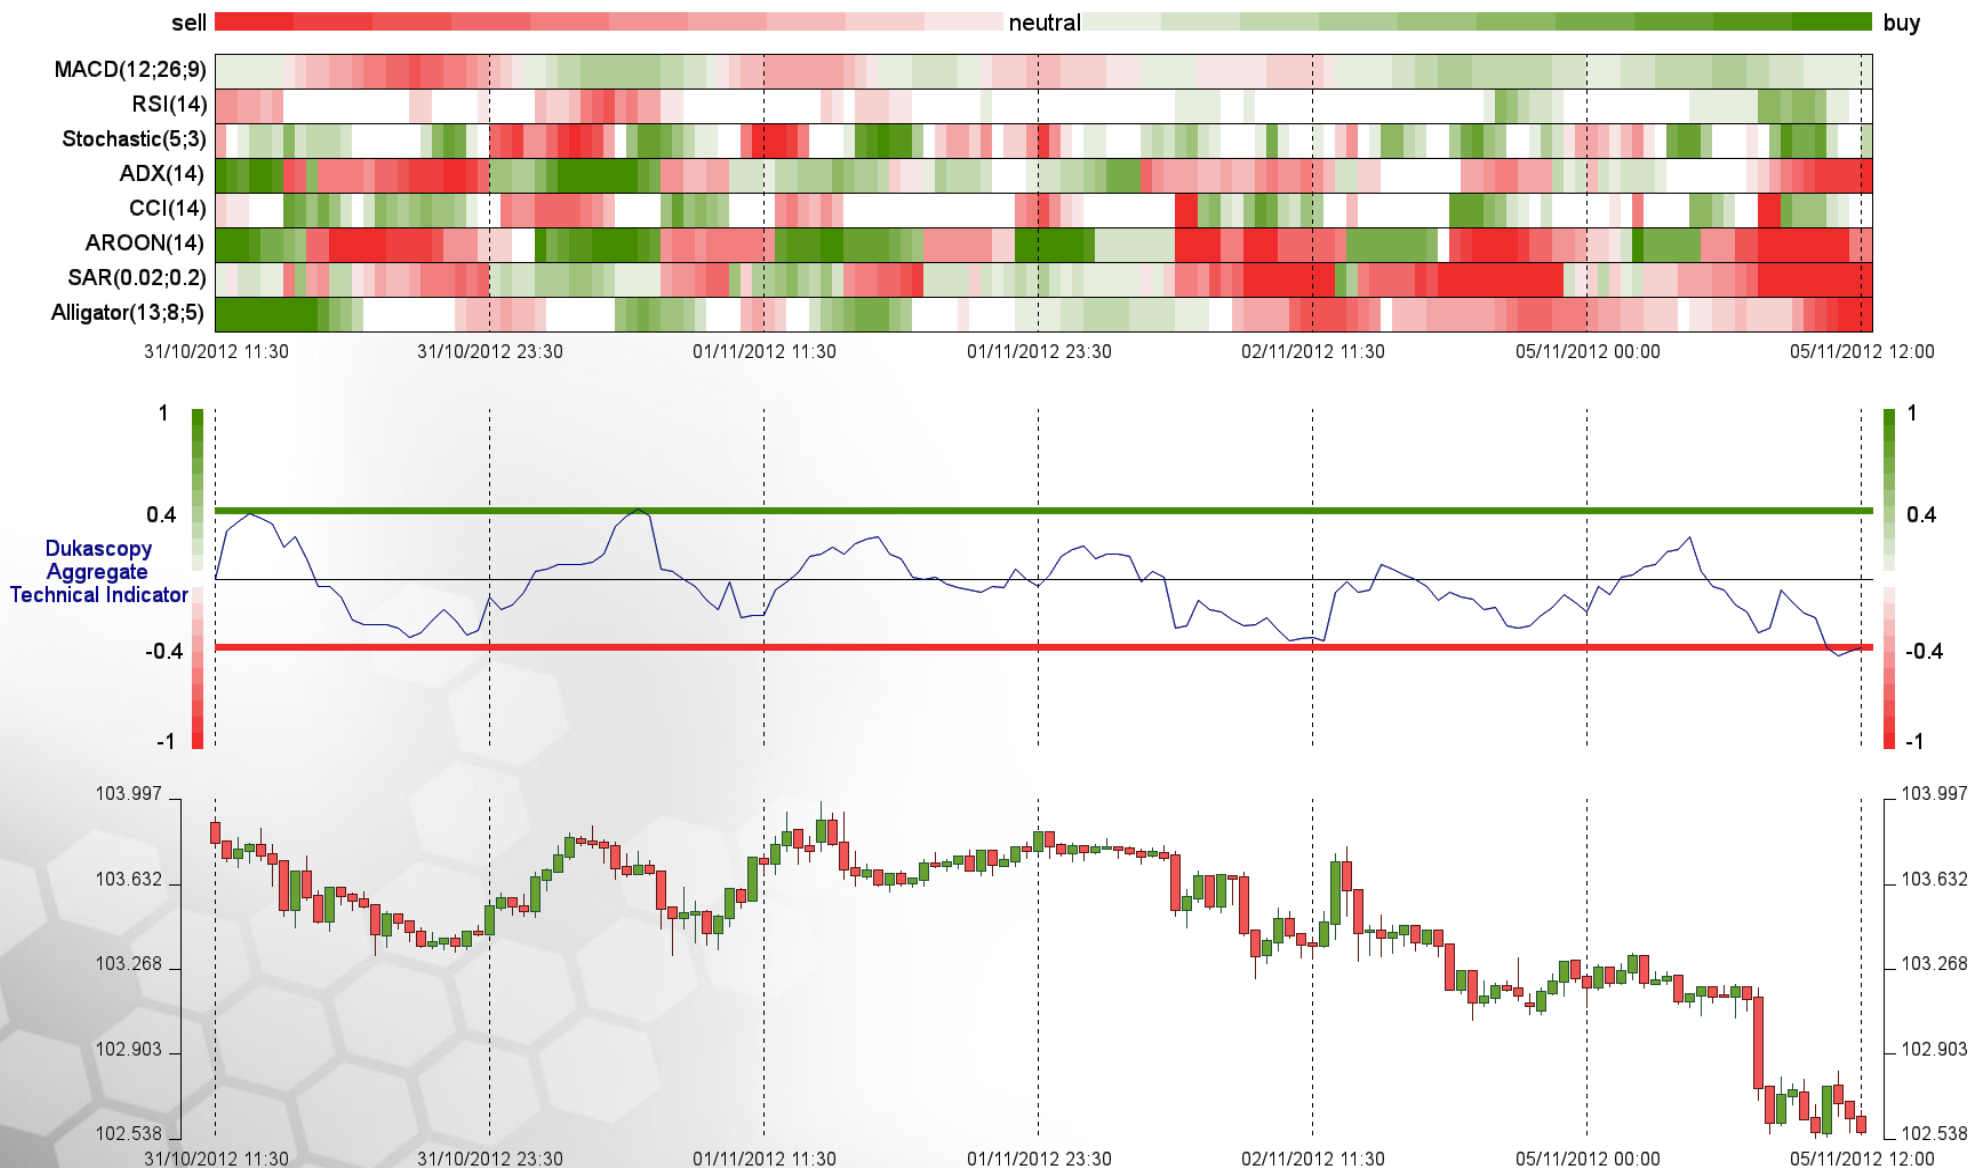 sell neutral buy
MACD(12;26;9)
RSI(14)
Stochastic(5;3)
ADX(14)
CCI(14)
AROON(14)
SAR(0.02;0.2)
Alligator(13;8;5)
31/10/2012 11:30 31/10/2012 23:30 01/11/2012 11:30 01/11/2012 23:30 02/11/2012 11:30 05/11/2012 00:00 05/11/2012 12:00
1 1
0.4 0.4
Dukascopy
Aggregate
Technical Indicator
-0.4 -0.4
-1 -1
103.997 103.997
103.632 103.632
103.268 103.268
102.903 102.903
102.538 102.538
31/10/2012 11:30 31/10/2012 23:30 01/11/2012 11:30 01/11/2012 23:30 02/11/2012 11:30 05/11/2012 00:00 05/11/2012 12:00